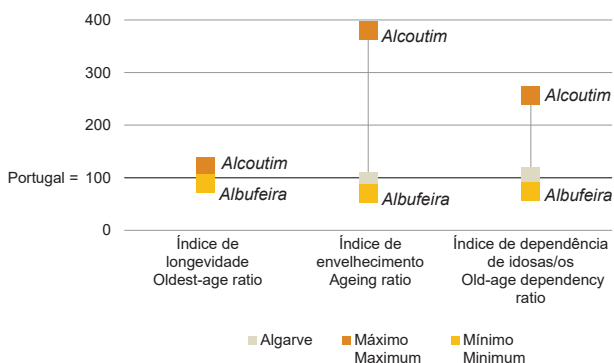 400
300
200
Portugal = 100
0
Alcoutim
Albufeira
Alcoutim
Albufeira
Alcoutim
Albufeira
Índice de
longevidade
Oldest-age ratio
Índice de
envelhecimento
Ageing ratio
Índice de dependência
de idosas/os
Old-age dependency
ratio
Algarve
Máximo
Maximum
Mínimo
Minimum